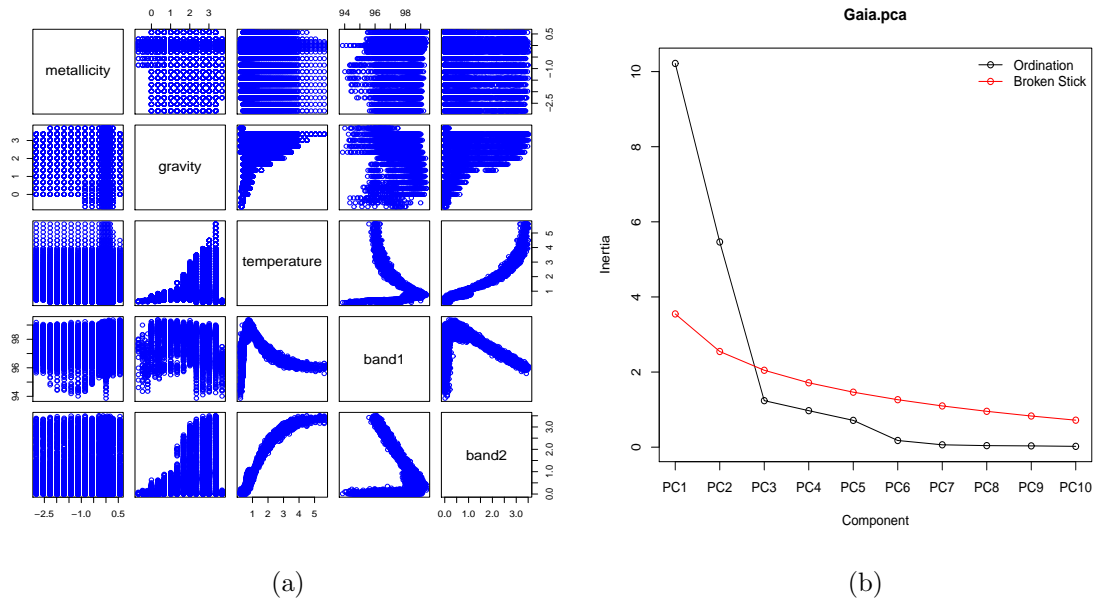 0 1 2 3
94 96 98
metallicity
0.5
-1.0
-2.5
gravity
0 1 2 3
temperature
1 2 3 4 5
band1
94 96 98
band2
0.0 1.0 2.0 3.0
−2.5 −1.0 0.5
1 2 3 4 5
0.0 1.0 2.0 3.0
(a)
Gaia.pca
Ordination
Broken Stick
Inertia
10
8
6
4
2
0
PC1 PC2 PC3 PC4 PC5 PC6 PC7 PC8 PC9 PC10
Component
(b)